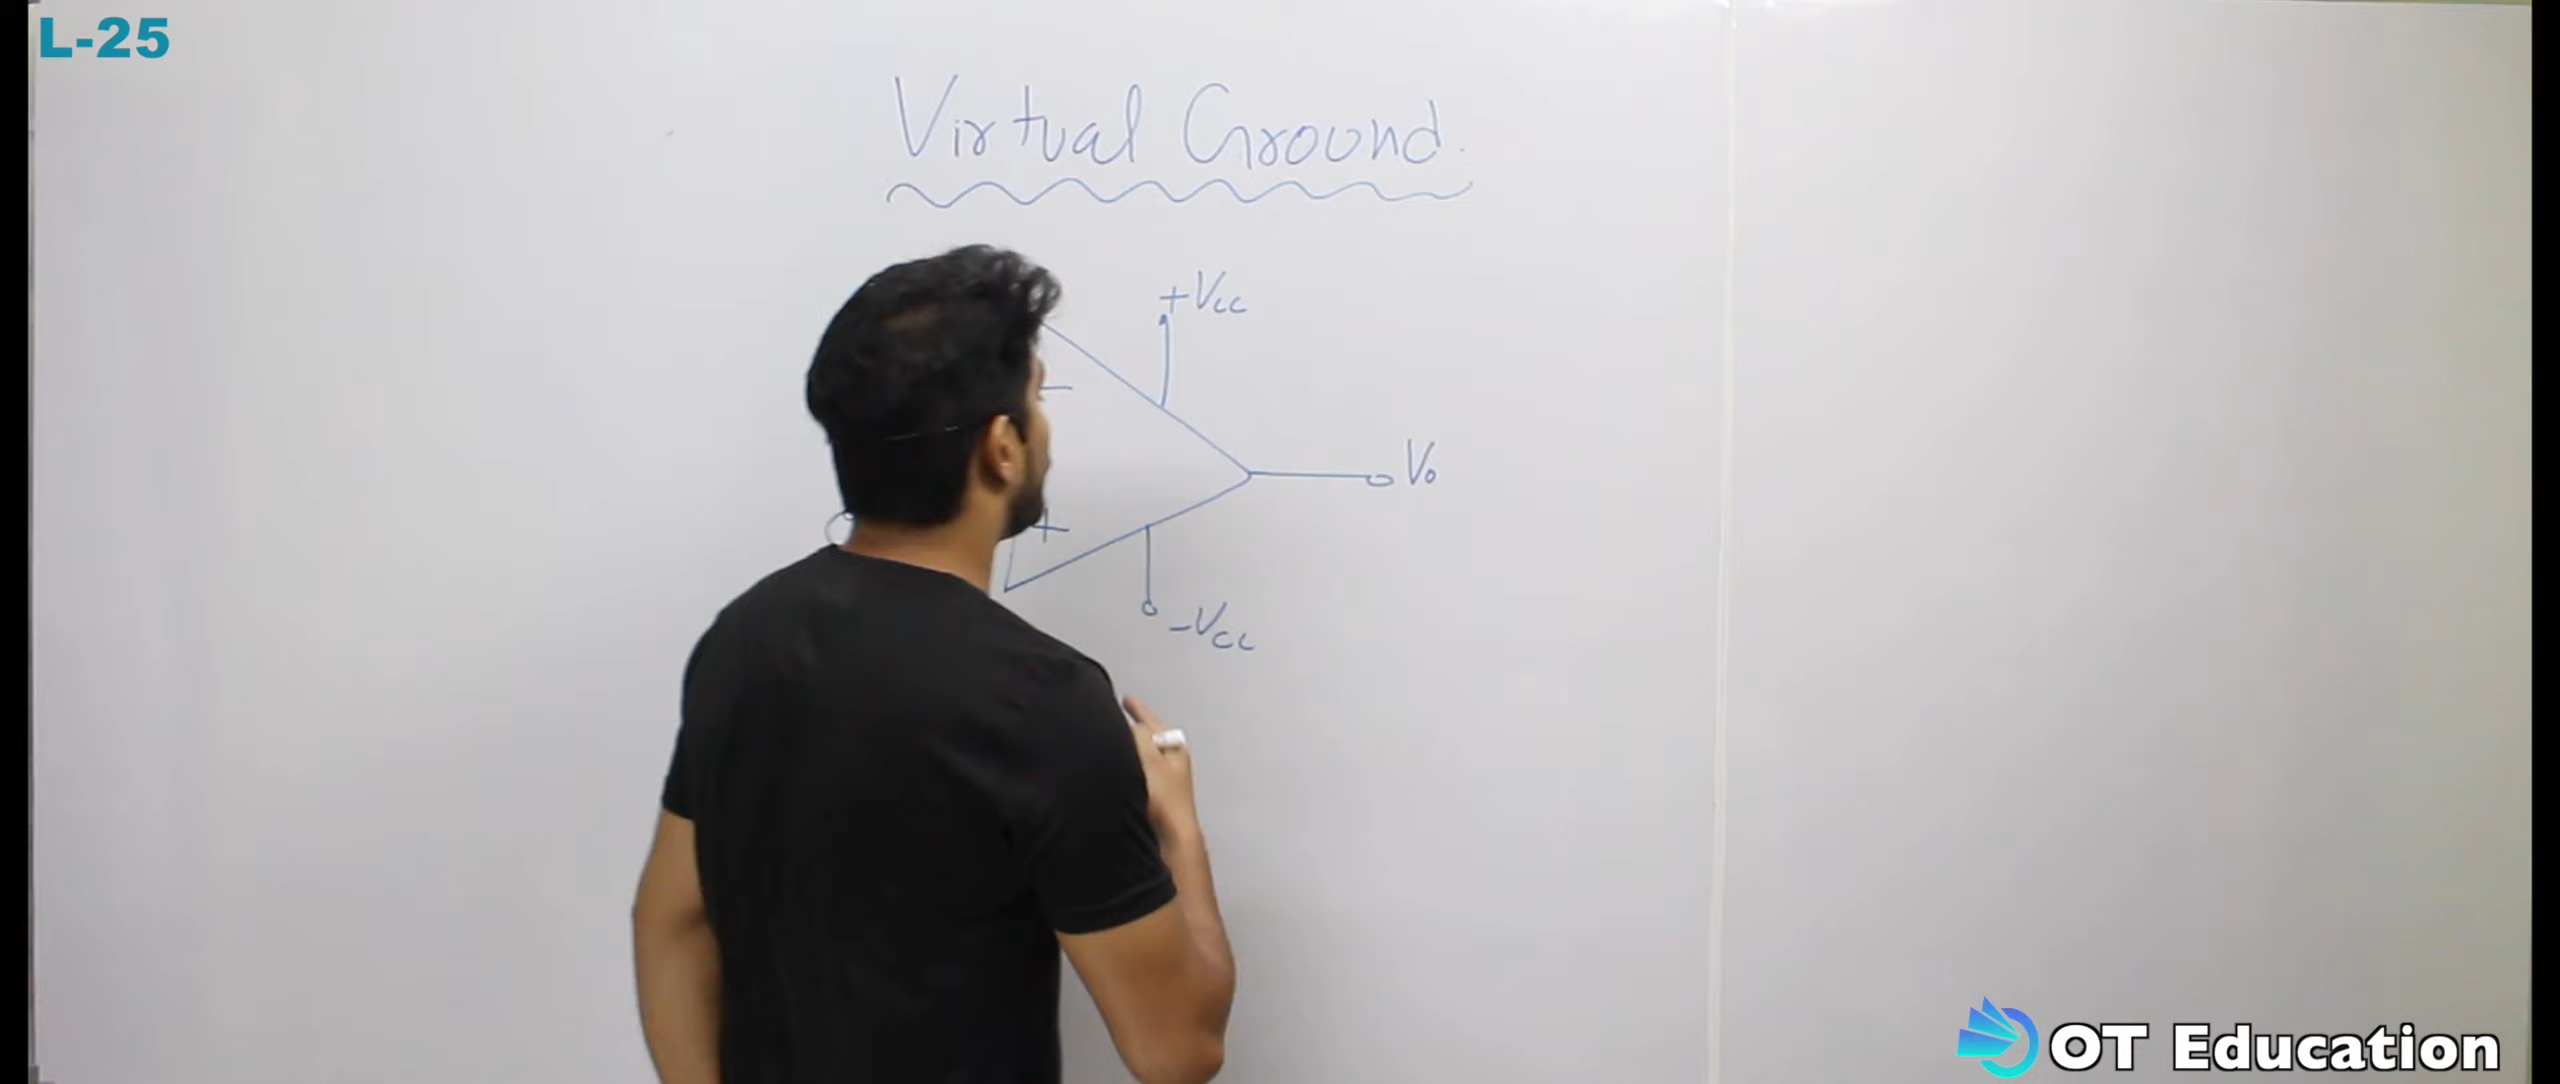 L-25
Virtual Ground.
+Vcc
−
Vo
+
−Vcc
OT Education